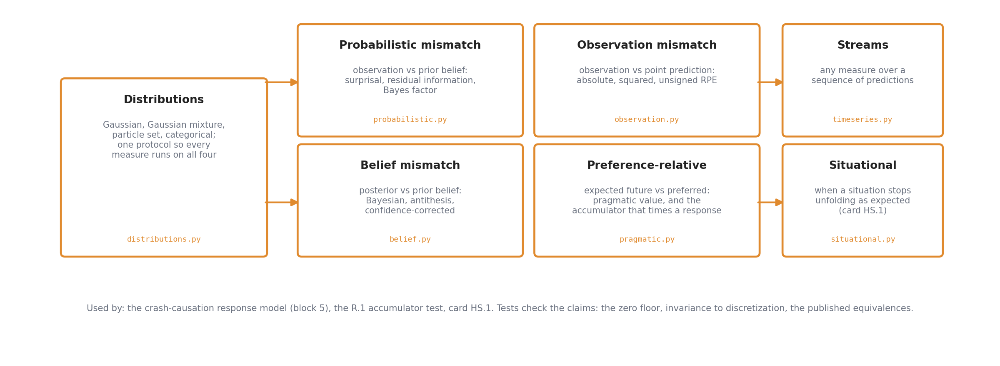 Distributions
Gaussian, Gaussian mixture,
particle set, categorical;
one protocol so every
measure runs on all four
distributions.py
Probabilistic mismatch
observation vs prior belief:
surprisal, residual information,
Bayes factor
probabilistic.py
Observation mismatch
observation vs point prediction:
absolute, squared, unsigned RPE
observation.py
Streams
any measure over a
sequence of predictions
timeseries.py
Belief mismatch
posterior vs prior belief:
Bayesian, antithesis,
confidence-corrected
belief.py
Preference-relative
expected future vs preferred:
pragmatic value, and the
accumulator that times a response
pragmatic.py
Situational
when a situation stops
unfolding as expected
(card HS.1)
situational.py
Used by: the crash-causation response model (block 5), the R.1 accumulator test, card HS.1. Tests check the claims: the zero floor, invariance to discretization, the published equivalences.